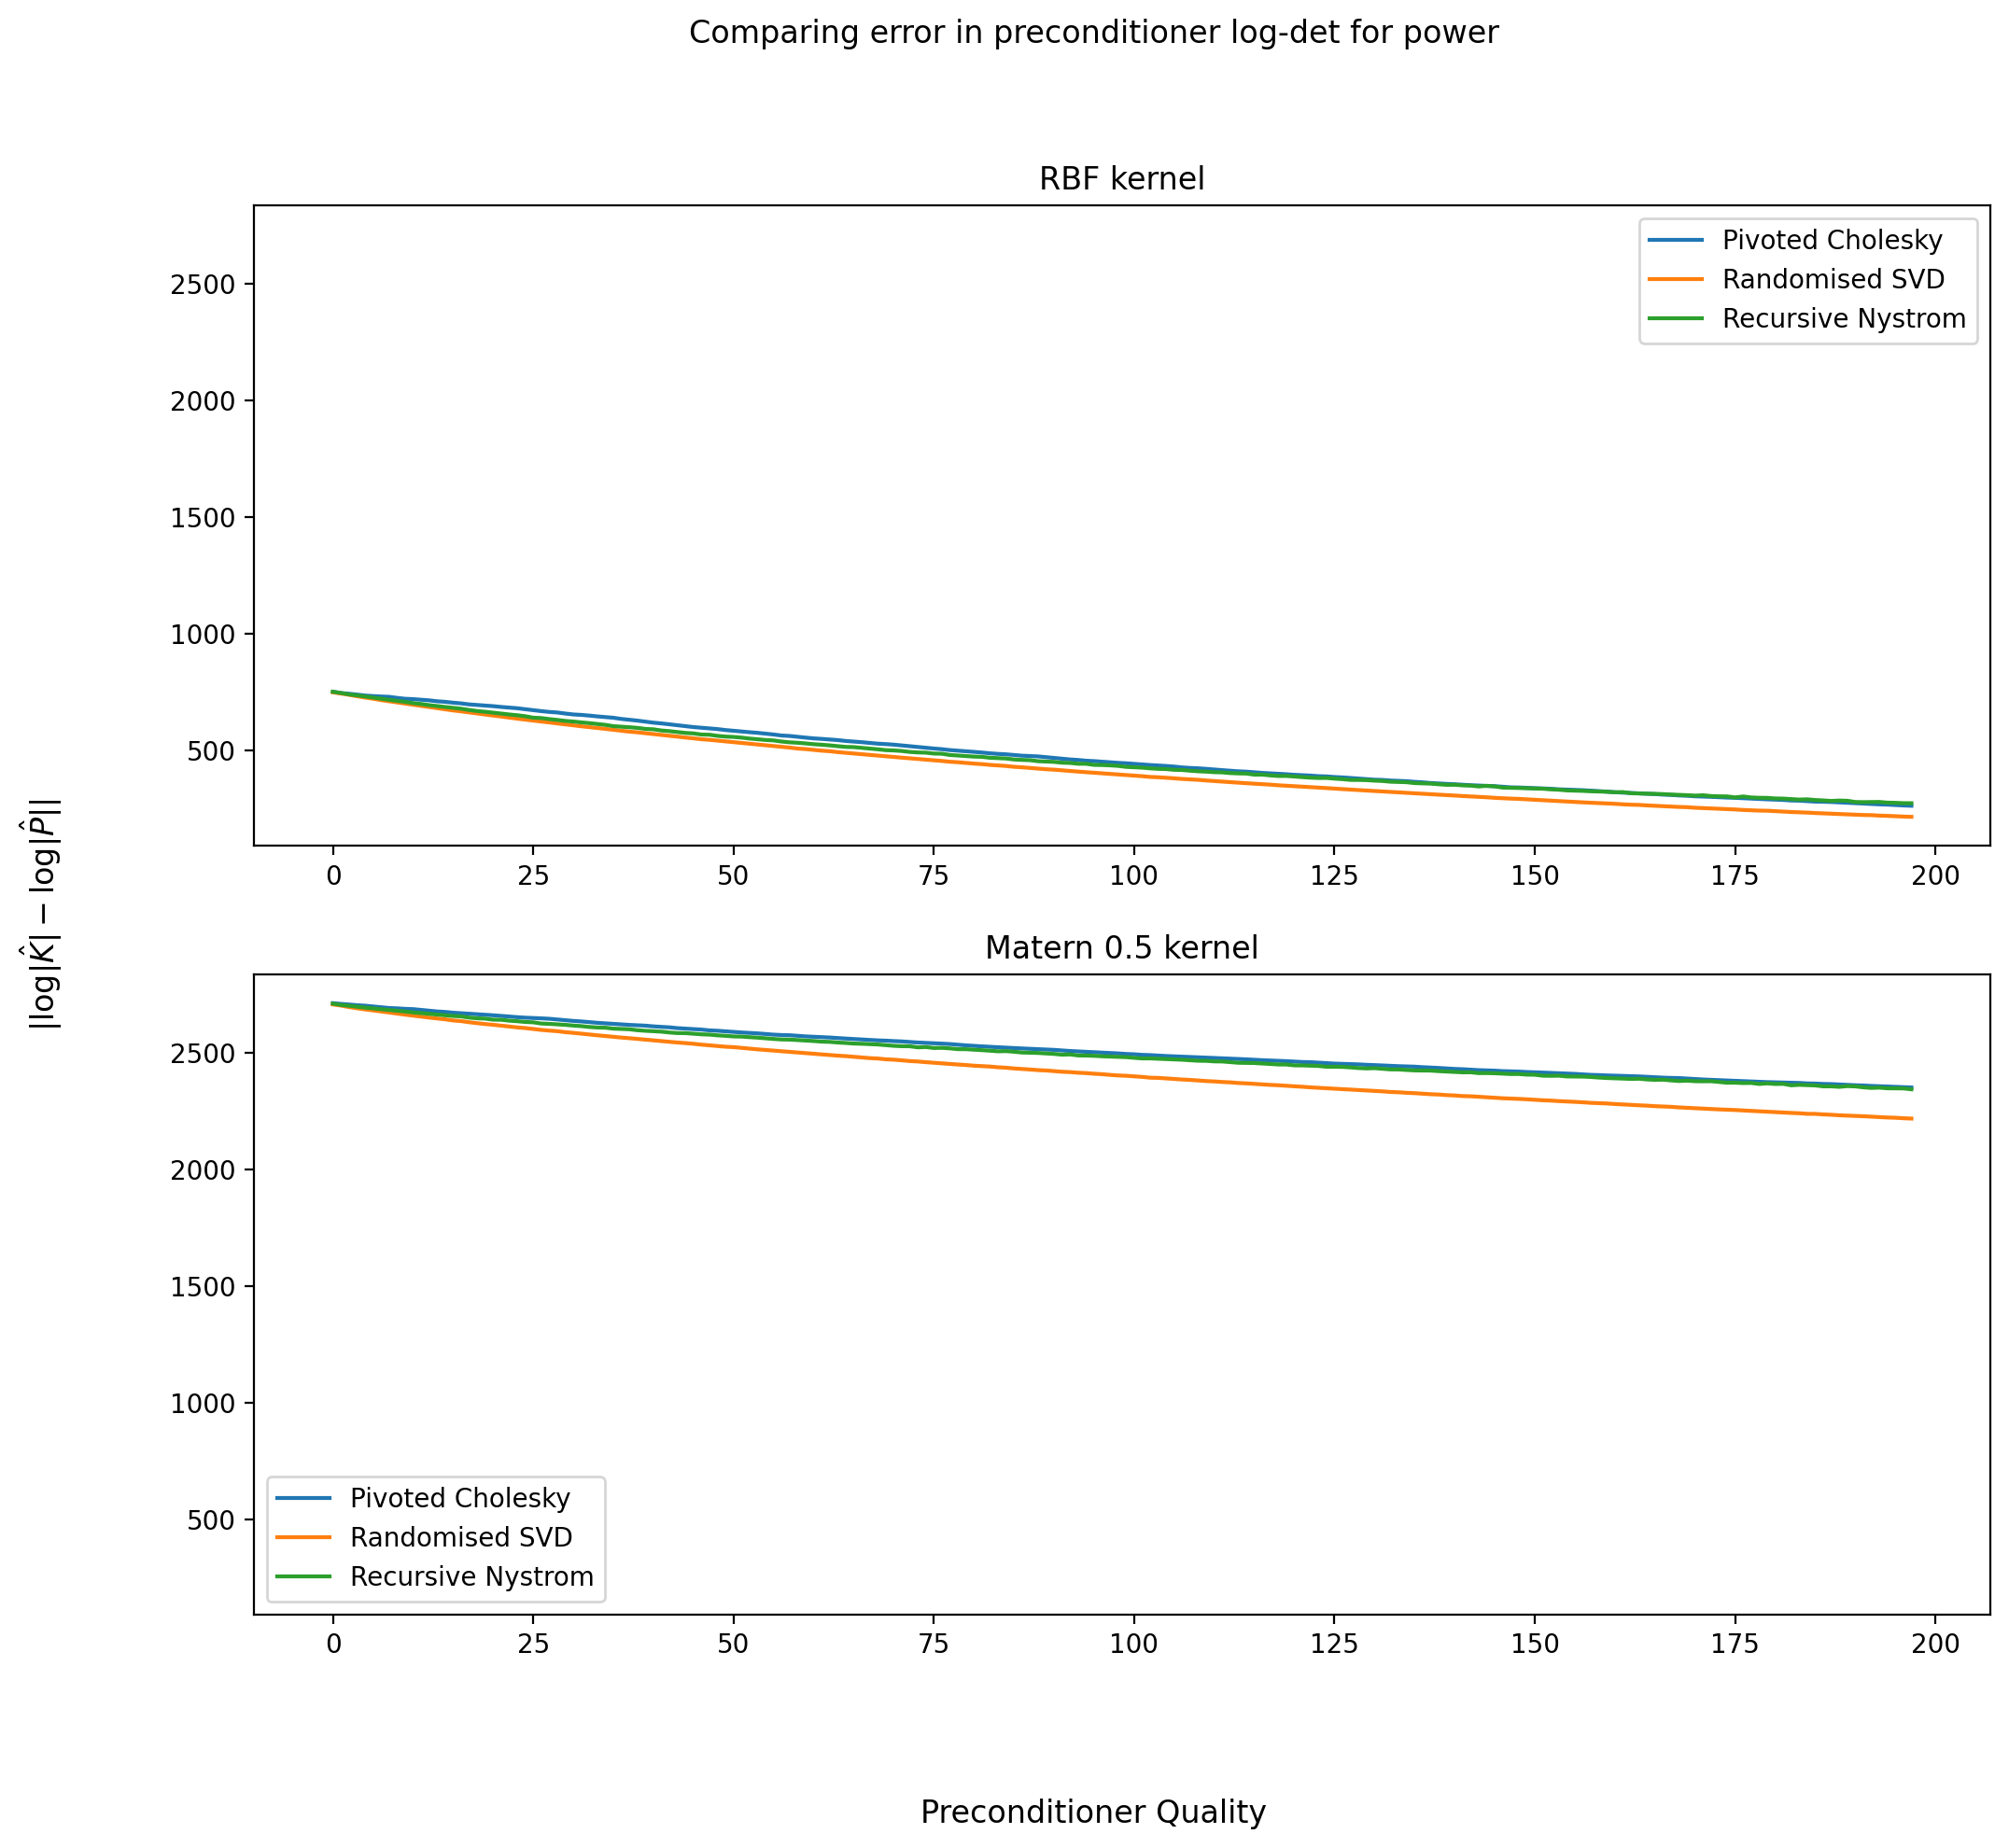 Comparing error in preconditioner log-det for power
RBF kernel
2500
2000
1500
1000
500
Pivoted Cholesky
Randomised SVD
Recursive Nystrom
0 25 50 75 100 125 150 175 200
|log|K̂| − log|P̂||
Matern 0.5 kernel
2500
2000
1500
1000
500
Pivoted Cholesky
Randomised SVD
Recursive Nystrom
0 25 50 75 100 125 150 175 200
Preconditioner Quality